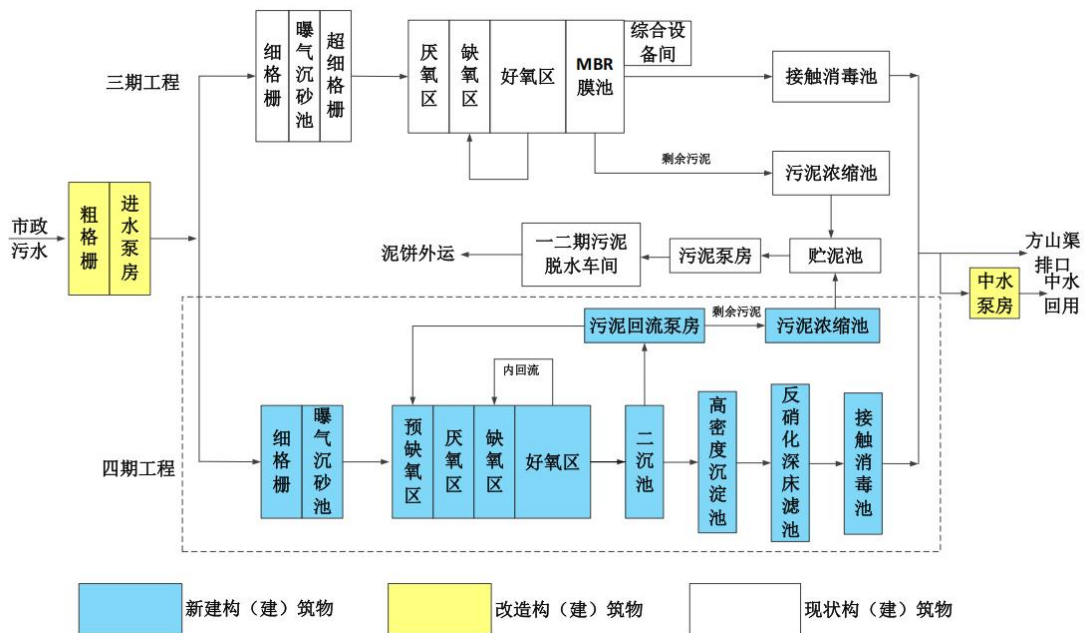 三期工程
细格栅
曝气沉砂池
超细格栅
厌氧区
缺氧区
好氧区
MBR
膜池
综合设
备间
接触消毒池
剩余污泥
污泥浓缩池
市政
污水
粗格栅
进水泵房
泥饼外运
一二期污泥
脱水车间
污泥泵房
贮泥池
方山渠
排口
中水
泵房
中水
回用
污泥回流泵房
剩余污泥
污泥浓缩池
内回流
四期工程
细格栅
曝气沉砂池
预缺氧区
厌氧区
缺氧区
好氧区
二沉池
高密度沉淀池
反硝化深床滤池
接触消毒池
新建构（建）筑物
改造构（建）筑物
现状构（建）筑物